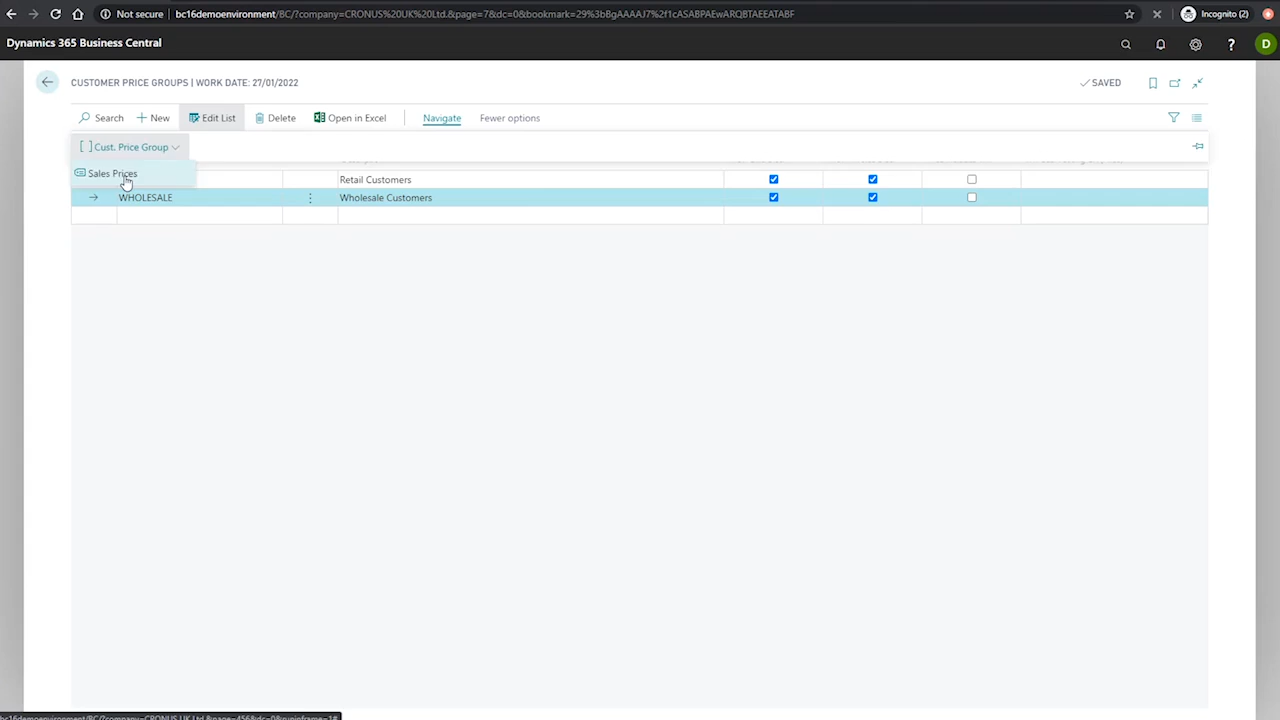 Not secure
bc16demoenvironment/BC/?company=CRONUS%20UK%20Ltd.&page=7&dc=0&bookmark=29%3bBgAAAAJ7%2f1cASABPAEwARQBTAEEATABF
Incognito (2)
Dynamics 365 Business Central
D
CUSTOMER PRICE GROUPS | WORK DATE: 27/01/2022
SAVED
Search
New
Edit List
Delete
Open in Excel
Navigate
Fewer options
Cust. Price Group
Sales Prices
Retail Customers
WHOLESALE
Wholesale Customers